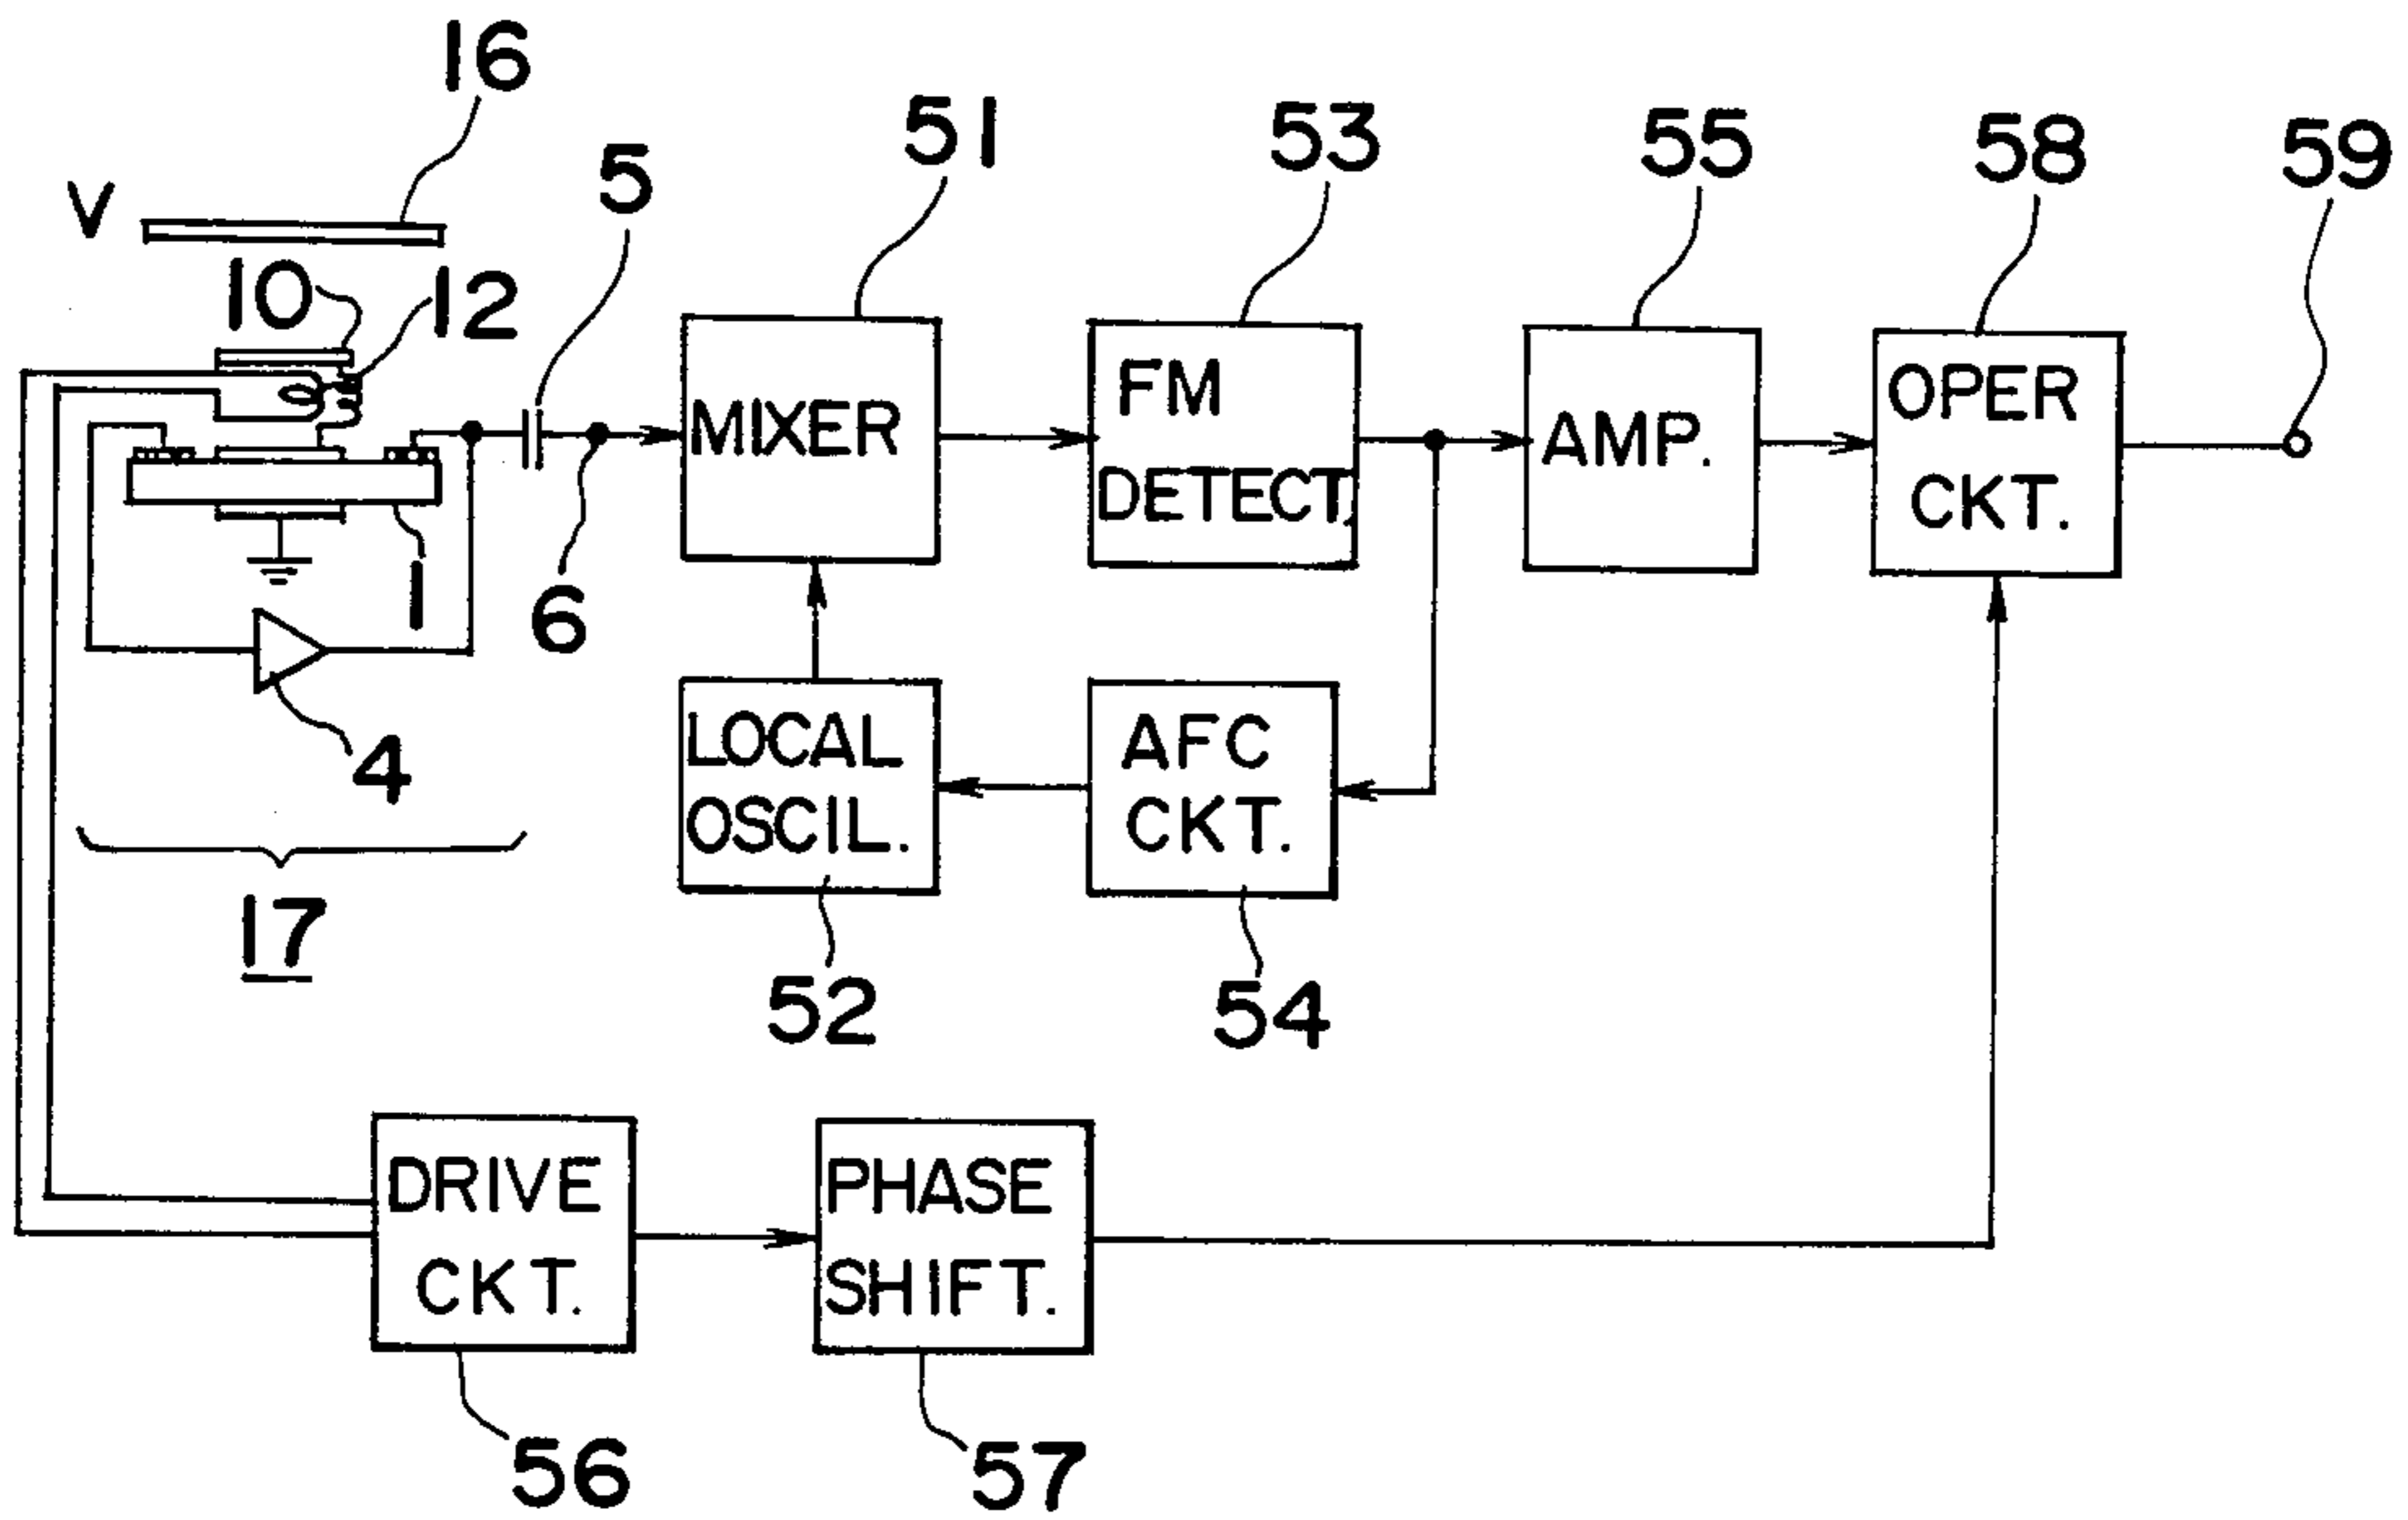 16
5
51
53
55
58
59
V
10
12
MIXER
FM
DETECT.
AMP.
OPER
CKT.
1
6
4
LOCAL
OSCIL.
AFC
CKT.
17
52
54
DRIVE
CKT.
PHASE
SHIFT.
56
57